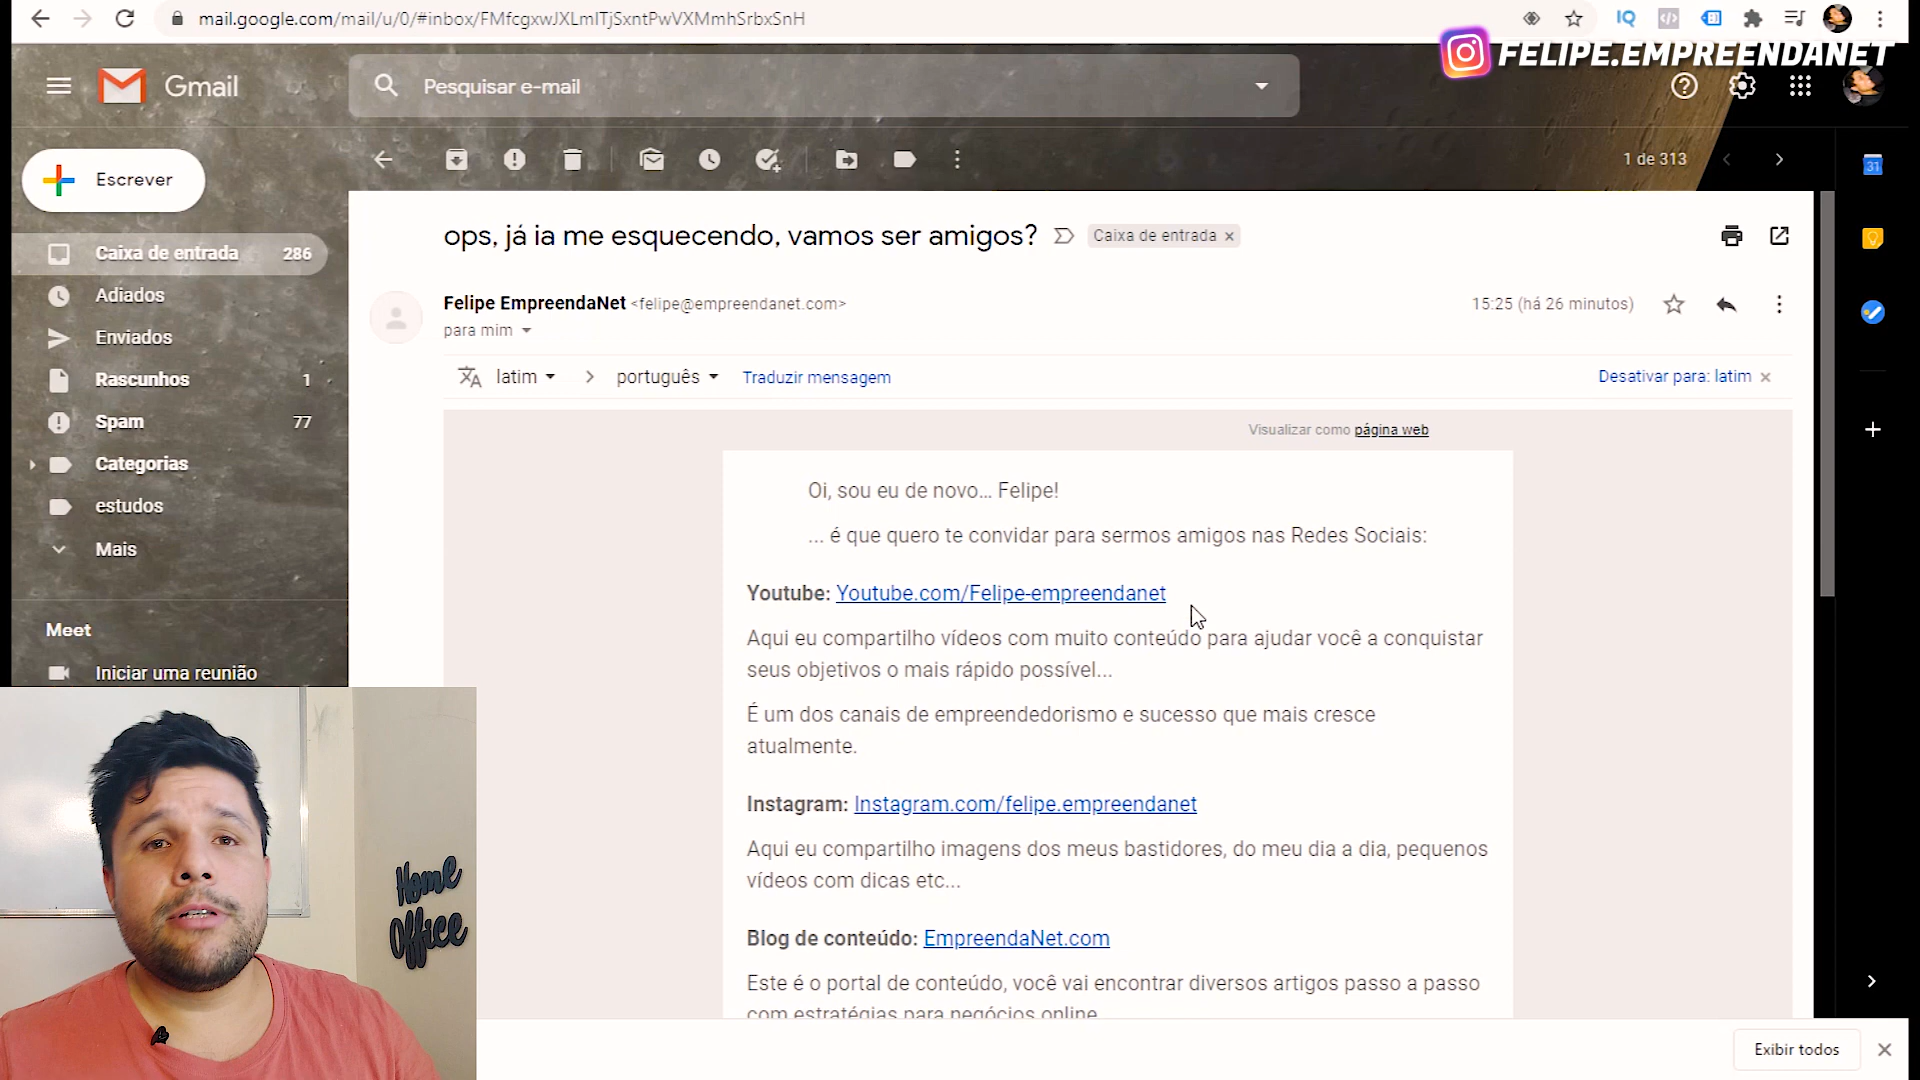 mail.google.com/mail/u/0/#inbox/FMfcgxwJXLmlTjSxntPwVXMmhSrbxSnH
FELIPE.EMPREENDANET
Gmail
Pesquisar e-mail
Escrever
1 de 313
Caixa de entrada 286
Adiados
Enviados
Rascunhos 1
Spam 77
Categorias
estudos
Mais
Meet
Iniciar uma reunião
ops, já ia me esquecendo, vamos ser amigos? Caixa de entrada ×
Felipe EmpreendaNet <felipe@empreendanet.com> 15:25 (há 26 minutos)
para mim
latim > português Traduzir mensagem Desativar para: latim ×
Visualizar como página web
Oi, sou eu de novo... Felipe!
... é que quero te convidar para sermos amigos nas Redes Sociais:
Youtube: Youtube.com/Felipe-empreendanet
Aqui eu compartilho vídeos com muito conteúdo para ajudar você a conquistar
seus objetivos o mais rápido possível...
É um dos canais de empreendedorismo e sucesso que mais cresce
atualmente.
Instagram: Instagram.com/felipe.empreendanet
Aqui eu compartilho imagens dos meus bastidores, do meu dia a dia, pequenos
vídeos com dicas etc...
Blog de conteúdo: EmpreendaNet.com
Este é o portal de conteúdo, você vai encontrar diversos artigos passo a passo
com estratégias para negócios online
Home
Office
31
Exibir todos